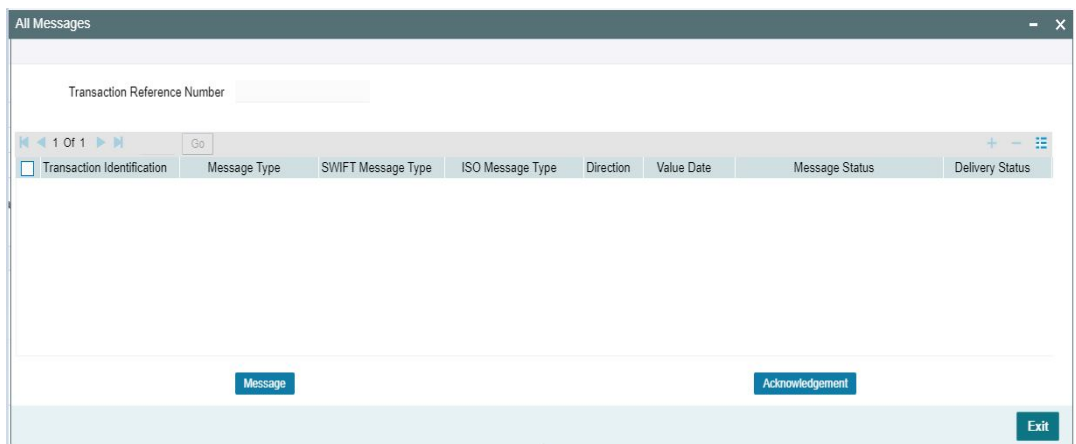 All Messages
Transaction Reference Number
1 Of 1 Go
Transaction Identification Message Type SWIFT Message Type ISO Message Type Direction Value Date Message Status Delivery Status
Message Acknowledgement
Exit